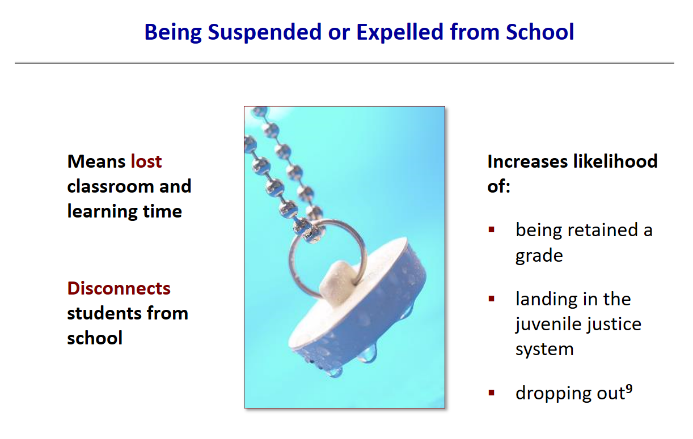 Being Suspended or Expelled from School
Means lost
classroom and
learning time
Disconnects
students from
school
Increases likelihood
of:
▪ being retained a
grade
▪ landing in the
juvenile justice
system
▪ dropping out⁹